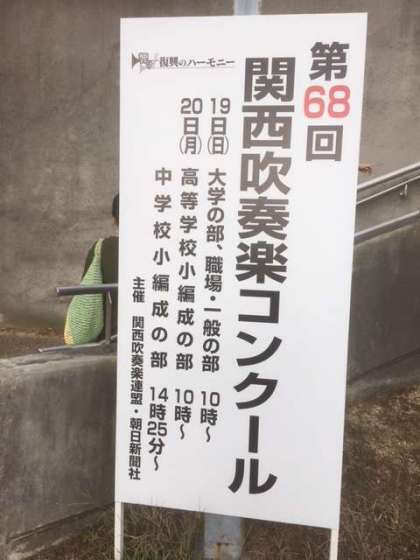 復興のハーモニー
第68回
関西吹奏楽コンクール
19日(日) 大学の部、職場・一般の部 10時〜
20日(月) 高等学校小編成の部 10時〜
中学校小編成の部 14時25分〜
主催 関西吹奏楽連盟・朝日新聞社